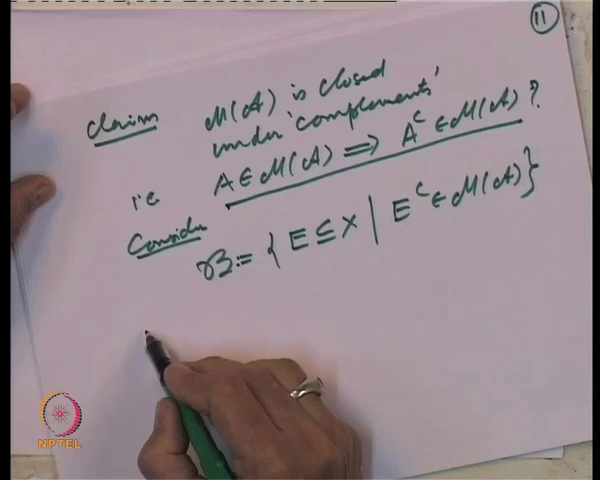 11
Claim M(A) is closed
under 'complements'
i.e A ∈ M(A) ⟹ A^C ∈ M(A) ?
Consider
B := { E ⊆ X | E^C ∈ M(A) }
NPTEL